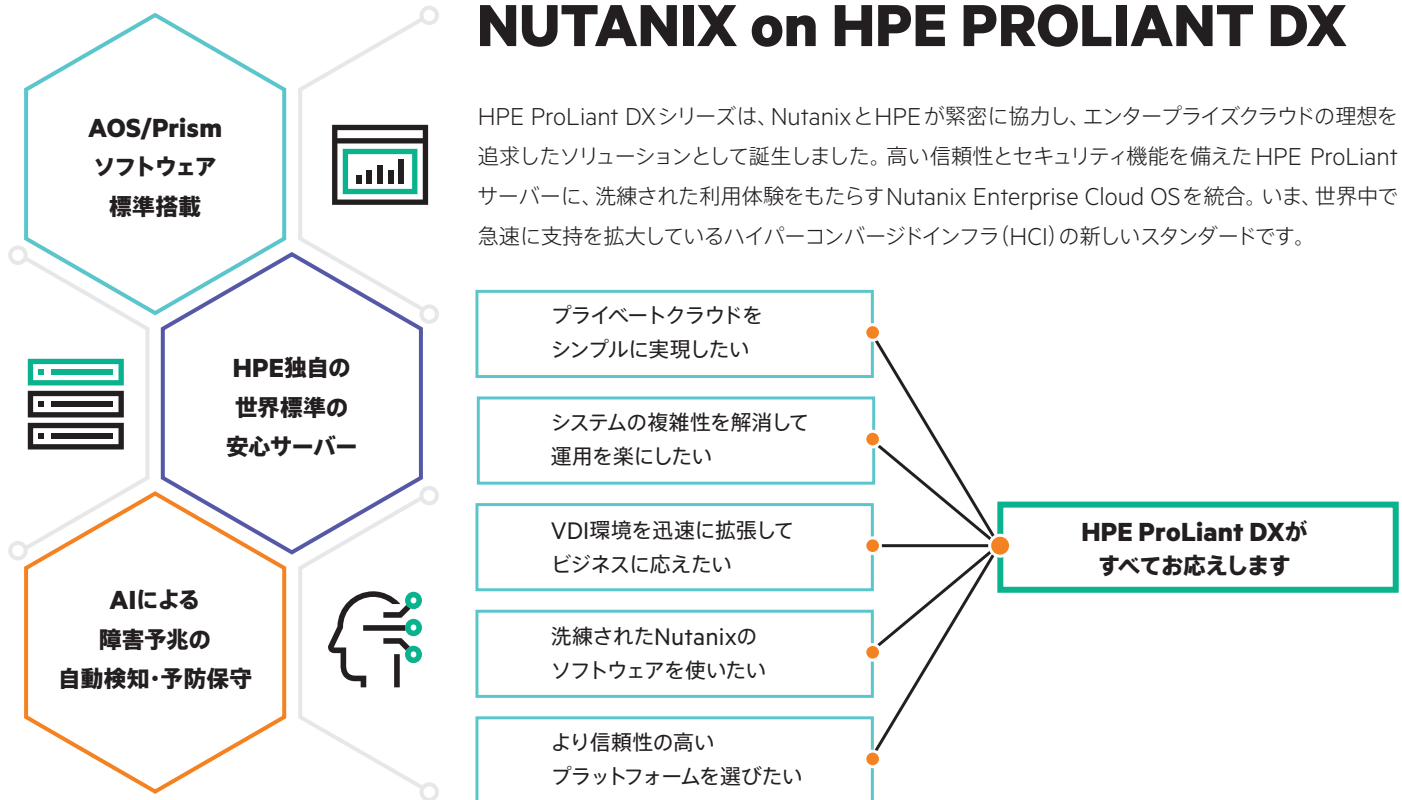 NUTANIX on HPE PROLIANT DX
HPE ProLiant DXシリーズは、NutanixとHPEが緊密に協力し、エンタープライズクラウドの理想を
追求したソリューションとして誕生しました。高い信頼性とセキュリティ機能を備えたHPE ProLiant
サーバーに、洗練された利用体験をもたらすNutanix Enterprise Cloud OSを統合。いま、世界中で
急速に支持を拡大しているハイパーコンバージドインフラ(HCI)の新しいスタンダードです。
AOS/Prism
ソフトウェア
標準搭載
HPE独自の
世界標準の
安心サーバー
AIによる
障害予兆の
自動検知・予防保守
プライベートクラウドを
シンプルに実現したい
システムの複雑性を解消して
運用を楽にしたい
VDI環境を迅速に拡張して
ビジネスに応えたい
洗練されたNutanixの
ソフトウェアを使いたい
より信頼性の高い
プラットフォームを選びたい
HPE ProLiant DXが
すべてお応えします